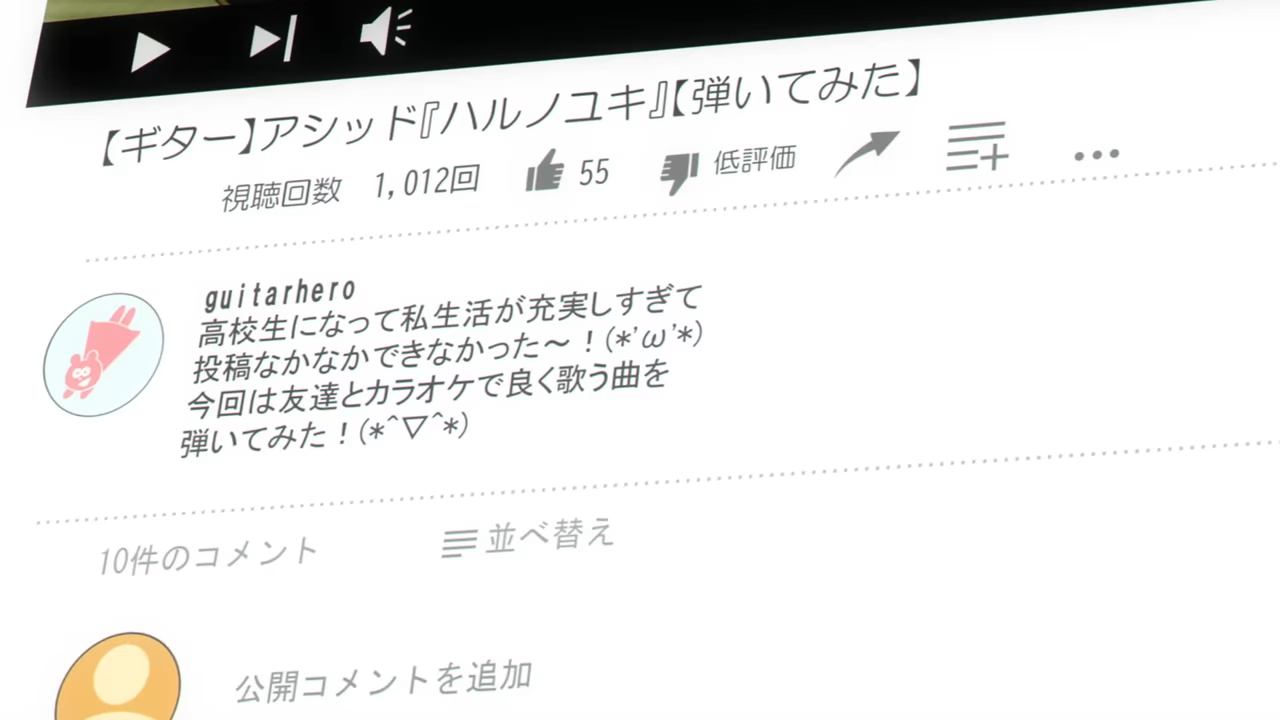 【ギター】アシッド『ハルノユキ』【弾いてみた】
視聴回数 1,012回 55 低評価
guitarhero
高校生になって私生活が充実しすぎて
投稿なかなかできなかった～！(*'ω'*)
今回は友達とカラオケで良く歌う曲を
弾いてみた！(*^▽^*)
10件のコメント 並べ替え
公開コメントを追加